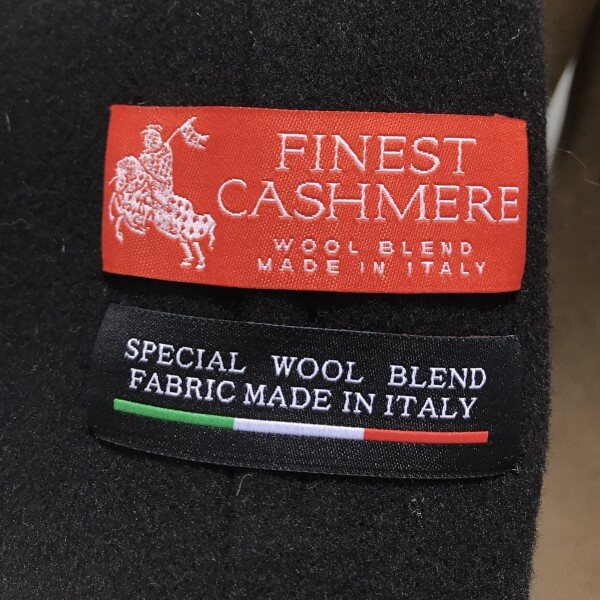 FINEST
CASHMERE
WOOL BLEND
MADE IN ITALY
SPECIAL WOOL BLEND
FABRIC MADE IN ITALY